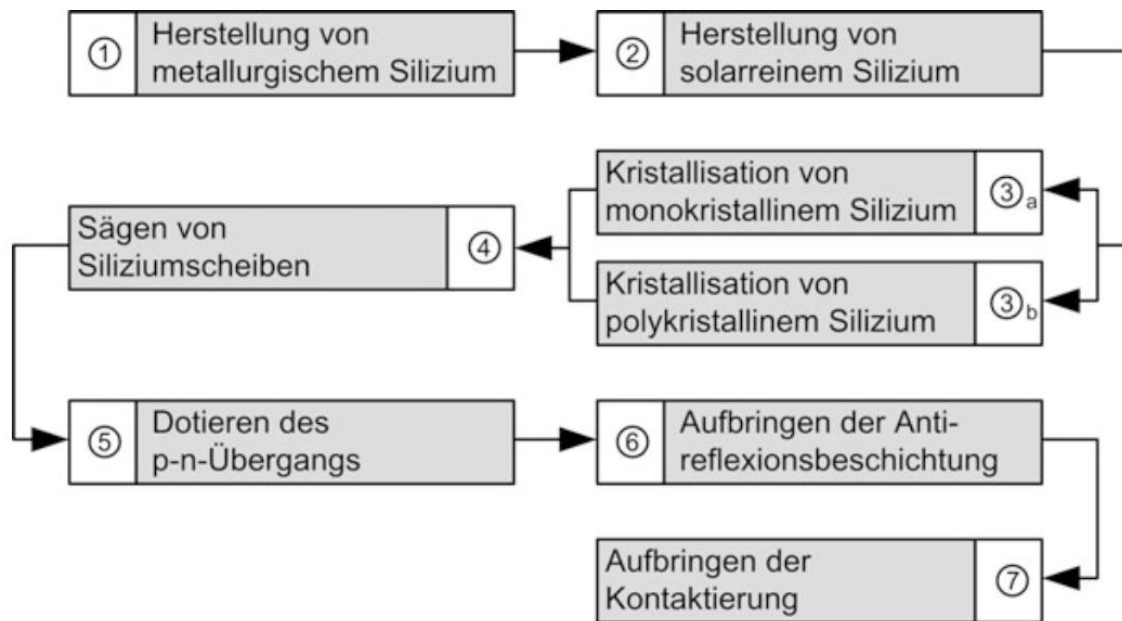 ① Herstellung von
metallurgischem Silizium
② Herstellung von
solarreinem Silizium
Kristallisation von
monokristallinem Silizium ③a
Kristallisation von
polykristallinem Silizium ③b
Sägen von
Siliziumscheiben ④
⑤ Dotieren des
p-n-Übergangs
⑥ Aufbringen der Anti-
reflexionsbeschichtung
Aufbringen der
Kontaktierung ⑦